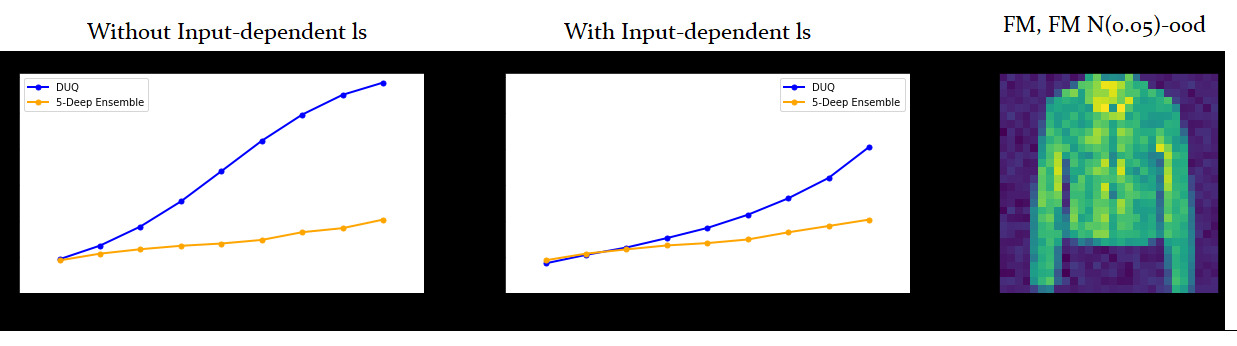 Without Input-dependent ls
With Input-dependent ls
FM, FM N(0.05)-ood
DUQ
5-Deep Ensemble
DUQ
5-Deep Ensemble